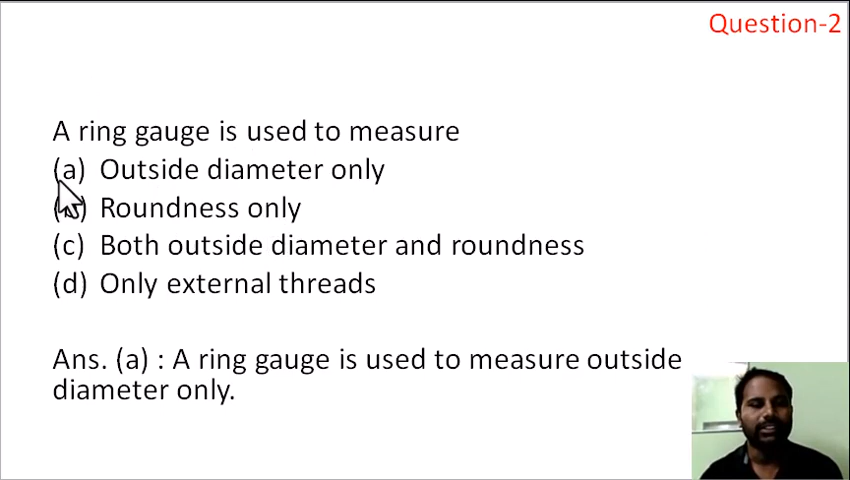 Question-2
A ring gauge is used to measure
(a) Outside diameter only
Roundness only
(c) Both outside diameter and roundness
(d) Only external threads
Ans. (a) : A ring gauge is used to measure outside
diameter only.